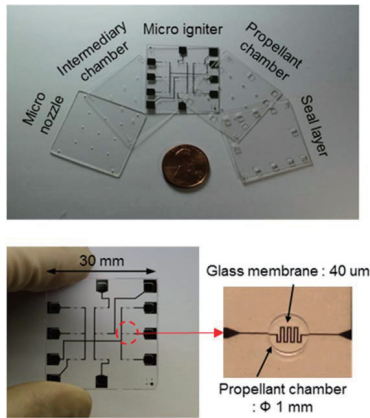 Micro igniter
Intermediary
chamber
Propellant
chamber
Micro
nozzle
Seal layer
30 mm
Glass membrane : 40 um
Propellant chamber
: Φ 1 mm